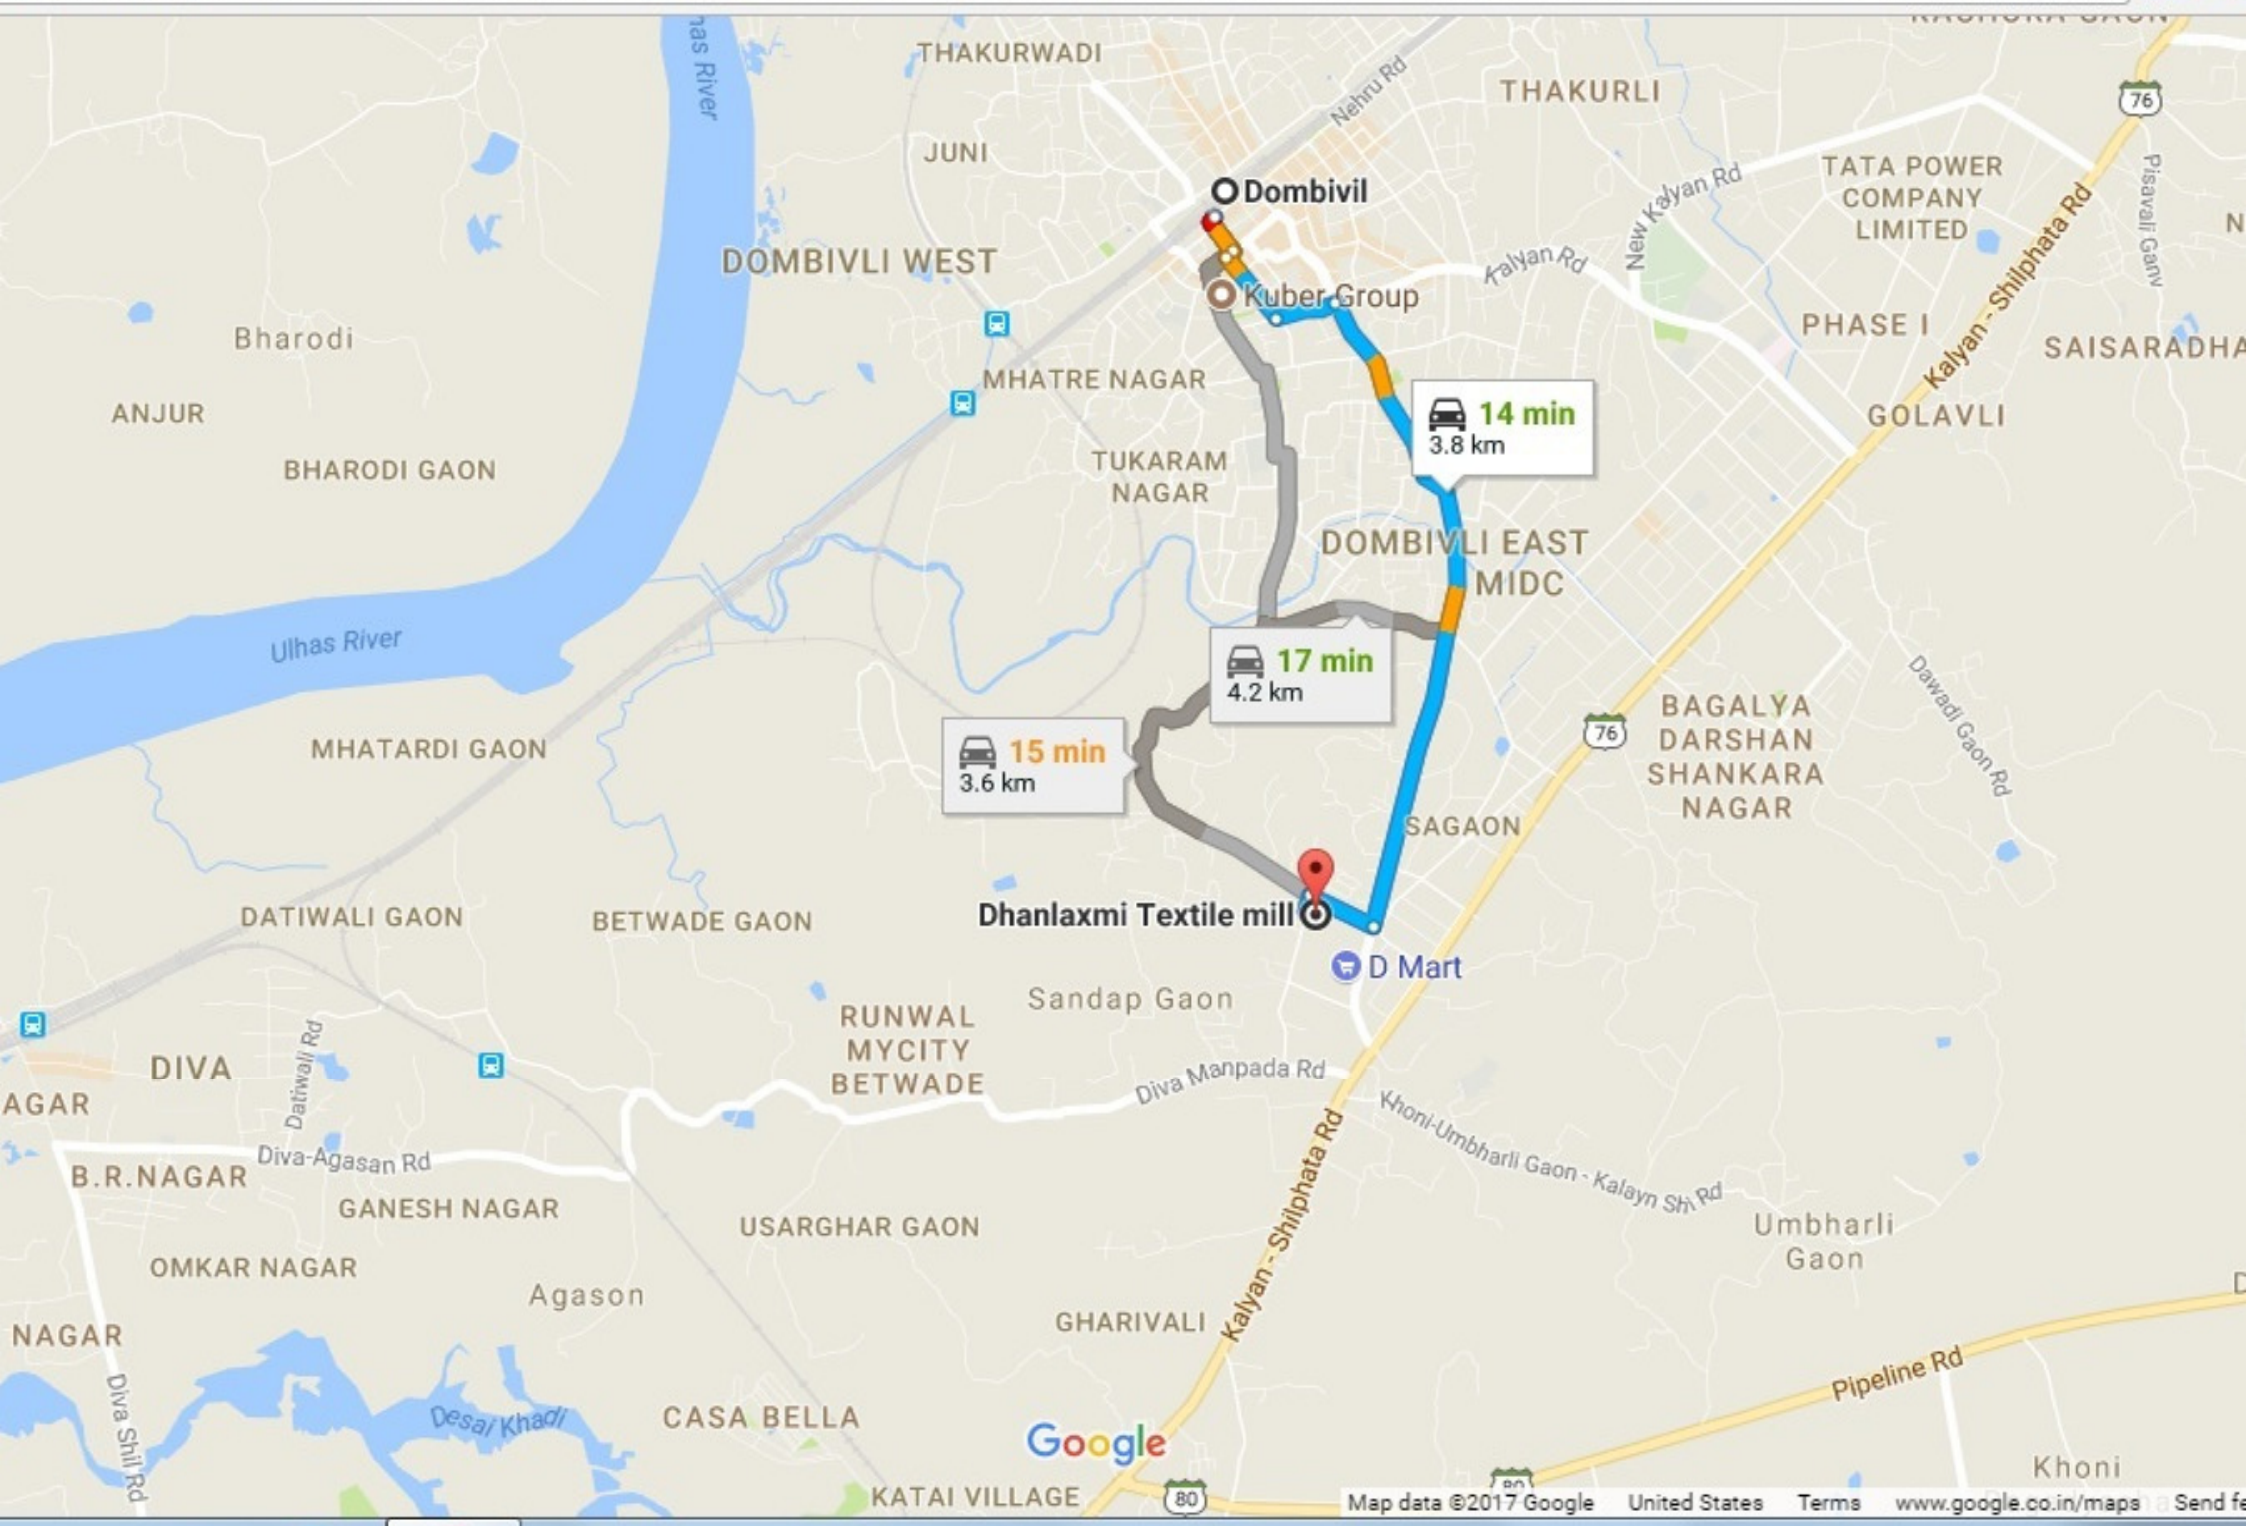 has River
THAKURWADI
Nehru Rd
THAKURLI
76
JUNI
TATA POWER
COMPANY
LIMITED
New Kalyan Rd
Pisavali Ganv
Dombivil
DOMBIVLI WEST
Kalyan Rd
Kalyan - Shilphata Rd
Kuber Group
PHASE I
SAISARADHA
Bharodi
MHATRE NAGAR
ANJUR
14 min
3.8 km
GOLAVLI
BHARODI GAON
TUKARAM
NAGAR
DOMBIVLI EAST
MIDC
Ulhas River
17 min
4.2 km
Dawadi Gaon Rd
BAGALYA
DARSHAN
SHANKARA
NAGAR
76
MHATARDI GAON
15 min
3.6 km
SAGAON
DATIWALI GAON
BETWADE GAON
Dhanlaxmi Textile mill
D Mart
Sandap Gaon
RUNWAL
MYCITY
BETWADE
DIVA
Datiwali Rd
Diva Manpada Rd
AGAR
Khoni-Umbharli Gaon - Kalayn Shi Rd
Diva-Agasan Rd
B.R.NAGAR
GANESH NAGAR
USARGHAR GAON
Umbharli
Gaon
Kalyan - Shilphata Rd
OMKAR NAGAR
Agason
GHARIVALI
NAGAR
Pipeline Rd
Diva Shil Rd
Desai Khadi
CASA BELLA
Google
Khoni
KATAI VILLAGE
80
80
Map data ©2017 Google United States Terms www.google.co.in/maps Send fe